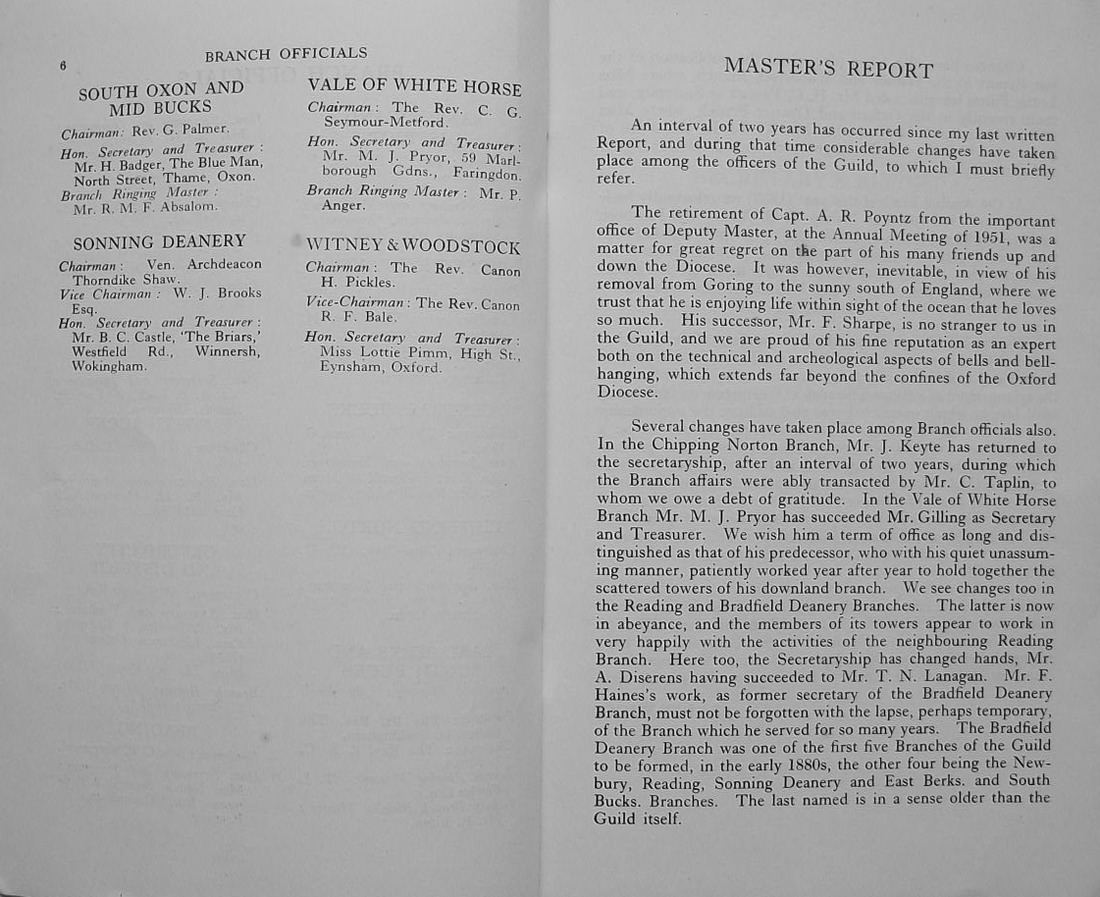 6
BRANCH OFFICIALS
SOUTH OXON AND
MID BUCKS
Chairman: Rev. G. Palmer.
Hon. Secretary and Treasurer :
Mr. H. Badger, The Blue Man,
North Street, Thame, Oxon.
Branch Ringing Master :
Mr. R. M. F. Absalom.
SONNING DEANERY
Chairman : Ven. Archdeacon
Thorndike Shaw.
Vice Chairman : W. J. Brooks
Esq.
Hon. Secretary and Treasurer :
Mr. B. C. Castle, 'The Briars,'
Westfield Rd., Winnersh,
Wokingham.
VALE OF WHITE HORSE
Chairman : The Rev. C. G.
Seymour-Metford.
Hon. Secretary and Treasurer :
Mr. M. J. Pryor, 59 Marl-
borough Gdns., Faringdon.
Branch Ringing Master : Mr. P.
Anger.
WITNEY & WOODSTOCK
Chairman : The Rev. Canon
H. Pickles.
Vice-Chairman : The Rev. Canon
R. F. Bale.
Hon. Secretary and Treasurer :
Miss Lottie Pimm, High St.,
Eynsham, Oxford.
MASTER'S REPORT
An interval of two years has occurred since my last written
Report, and during that time considerable changes have taken
place among the officers of the Guild, to which I must briefly
refer.
The retirement of Capt. A. R. Poyntz from the important
office of Deputy Master, at the Annual Meeting of 1951, was a
matter for great regret on the part of his many friends up and
down the Diocese. It was however, inevitable, in view of his
removal from Goring to the sunny south of England, where we
trust that he is enjoying life within sight of the ocean that he loves
so much. His successor, Mr. F. Sharpe, is no stranger to us in
the Guild, and we are proud of his fine reputation as an expert
both on the technical and archeological aspects of bells and bell-
hanging, which extends far beyond the confines of the Oxford
Diocese.
Several changes have taken place among Branch officials also.
In the Chipping Norton Branch, Mr. J. Keyte has returned to
the secretaryship, after an interval of two years, during which
the Branch affairs were ably transacted by Mr. C. Taplin, to
whom we owe a debt of gratitude. In the Vale of White Horse
Branch Mr. M. J. Pryor has succeeded Mr. Gilling as Secretary
and Treasurer. We wish him a term of office as long and dis-
tinguished as that of his predecessor, who with his quiet unassum-
ing manner, patiently worked year after year to hold together the
scattered towers of his downland branch. We see changes too in
the Reading and Bradfield Deanery Branches. The latter is now
in abeyance, and the members of its towers appear to work in
very happily with the activities of the neighbouring Reading
Branch. Here too, the Secretaryship has changed hands, Mr.
A. Diserens having succeeded to Mr. T. N. Lanagan. Mr. F.
Haines's work, as former secretary of the Bradfield Deanery
Branch, must not be forgotten with the lapse, perhaps temporary,
of the Branch which he served for so many years. The Bradfield
Deanery Branch was one of the first five Branches of the Guild
to be formed, in the early 1880s, the other four being the New-
bury, Reading, Sonning Deanery and East Berks. and South
Bucks. Branches. The last named is in a sense older than the
Guild itself.